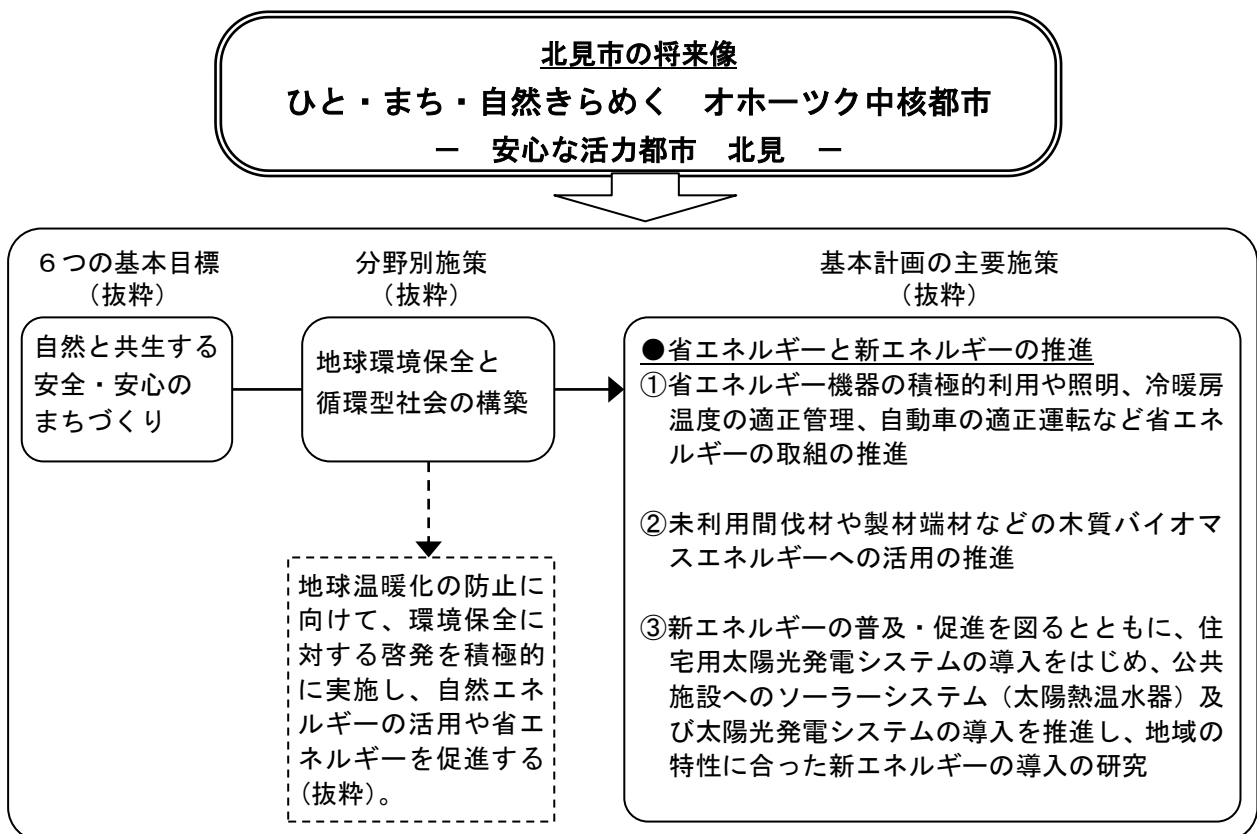 北見市の将来像
ひと・まち・自然きらめく　オホーツク中核都市
－　安心な活力都市　北見　－
６つの基本目標
（抜粋）
自然と共生する
安全・安心の
まちづくり
分野別施策
（抜粋）
地球環境保全と
循環型社会の構築
地球温暖化の防止に
向けて、環境保全に
対する啓発を積極的
に実施し、自然エネ
ルギーの活用や省エ
ネルギーを促進する
（抜粋）。
基本計画の主要施策
（抜粋）
●省エネルギーと新エネルギーの推進
①省エネルギー機器の積極的利用や照明、冷暖房
温度の適正管理、自動車の適正運転など省エネ
ルギーの取組の推進
②未利用間伐材や製材端材などの木質バイオマ
スエネルギーへの活用の推進
③新エネルギーの普及・促進を図るとともに、住
宅用太陽光発電システムの導入をはじめ、公共
施設へのソーラーシステム（太陽熱温水器）及
び太陽光発電システムの導入を推進し、地域の
特性に合った新エネルギーの導入の研究